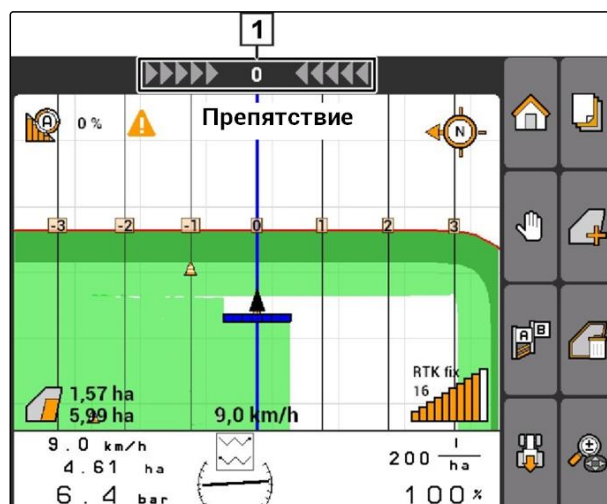 1
0
0 %
Препятствие
N
-3 -2 -1 0 1 2 3
A B
RTK fix
16
1,57 ha
5,99 ha
9,0 km/h
9.0 km/h
4.61 ha
6.4 bar
200 l/ha
100 %